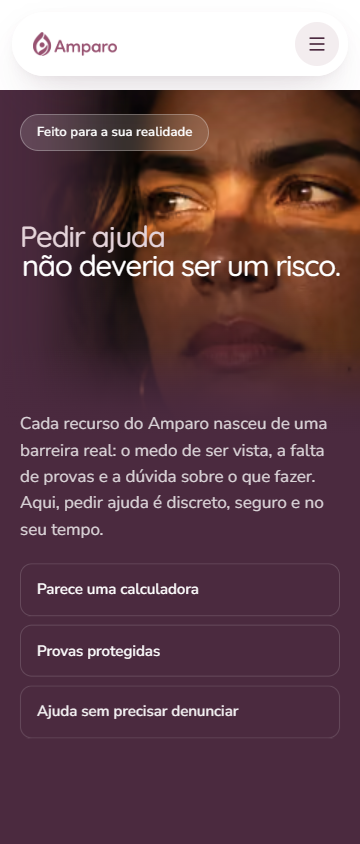 Amparo
Feito para a sua realidade
Pedir ajuda
não deveria ser um risco.
Cada recurso do Amparo nasceu de uma
barreira real: o medo de ser vista, a falta
de provas e a dúvida sobre o que fazer.
Aqui, pedir ajuda é discreto, seguro e no
seu tempo.
Parece uma calculadora
Provas protegidas
Ajuda sem precisar denunciar